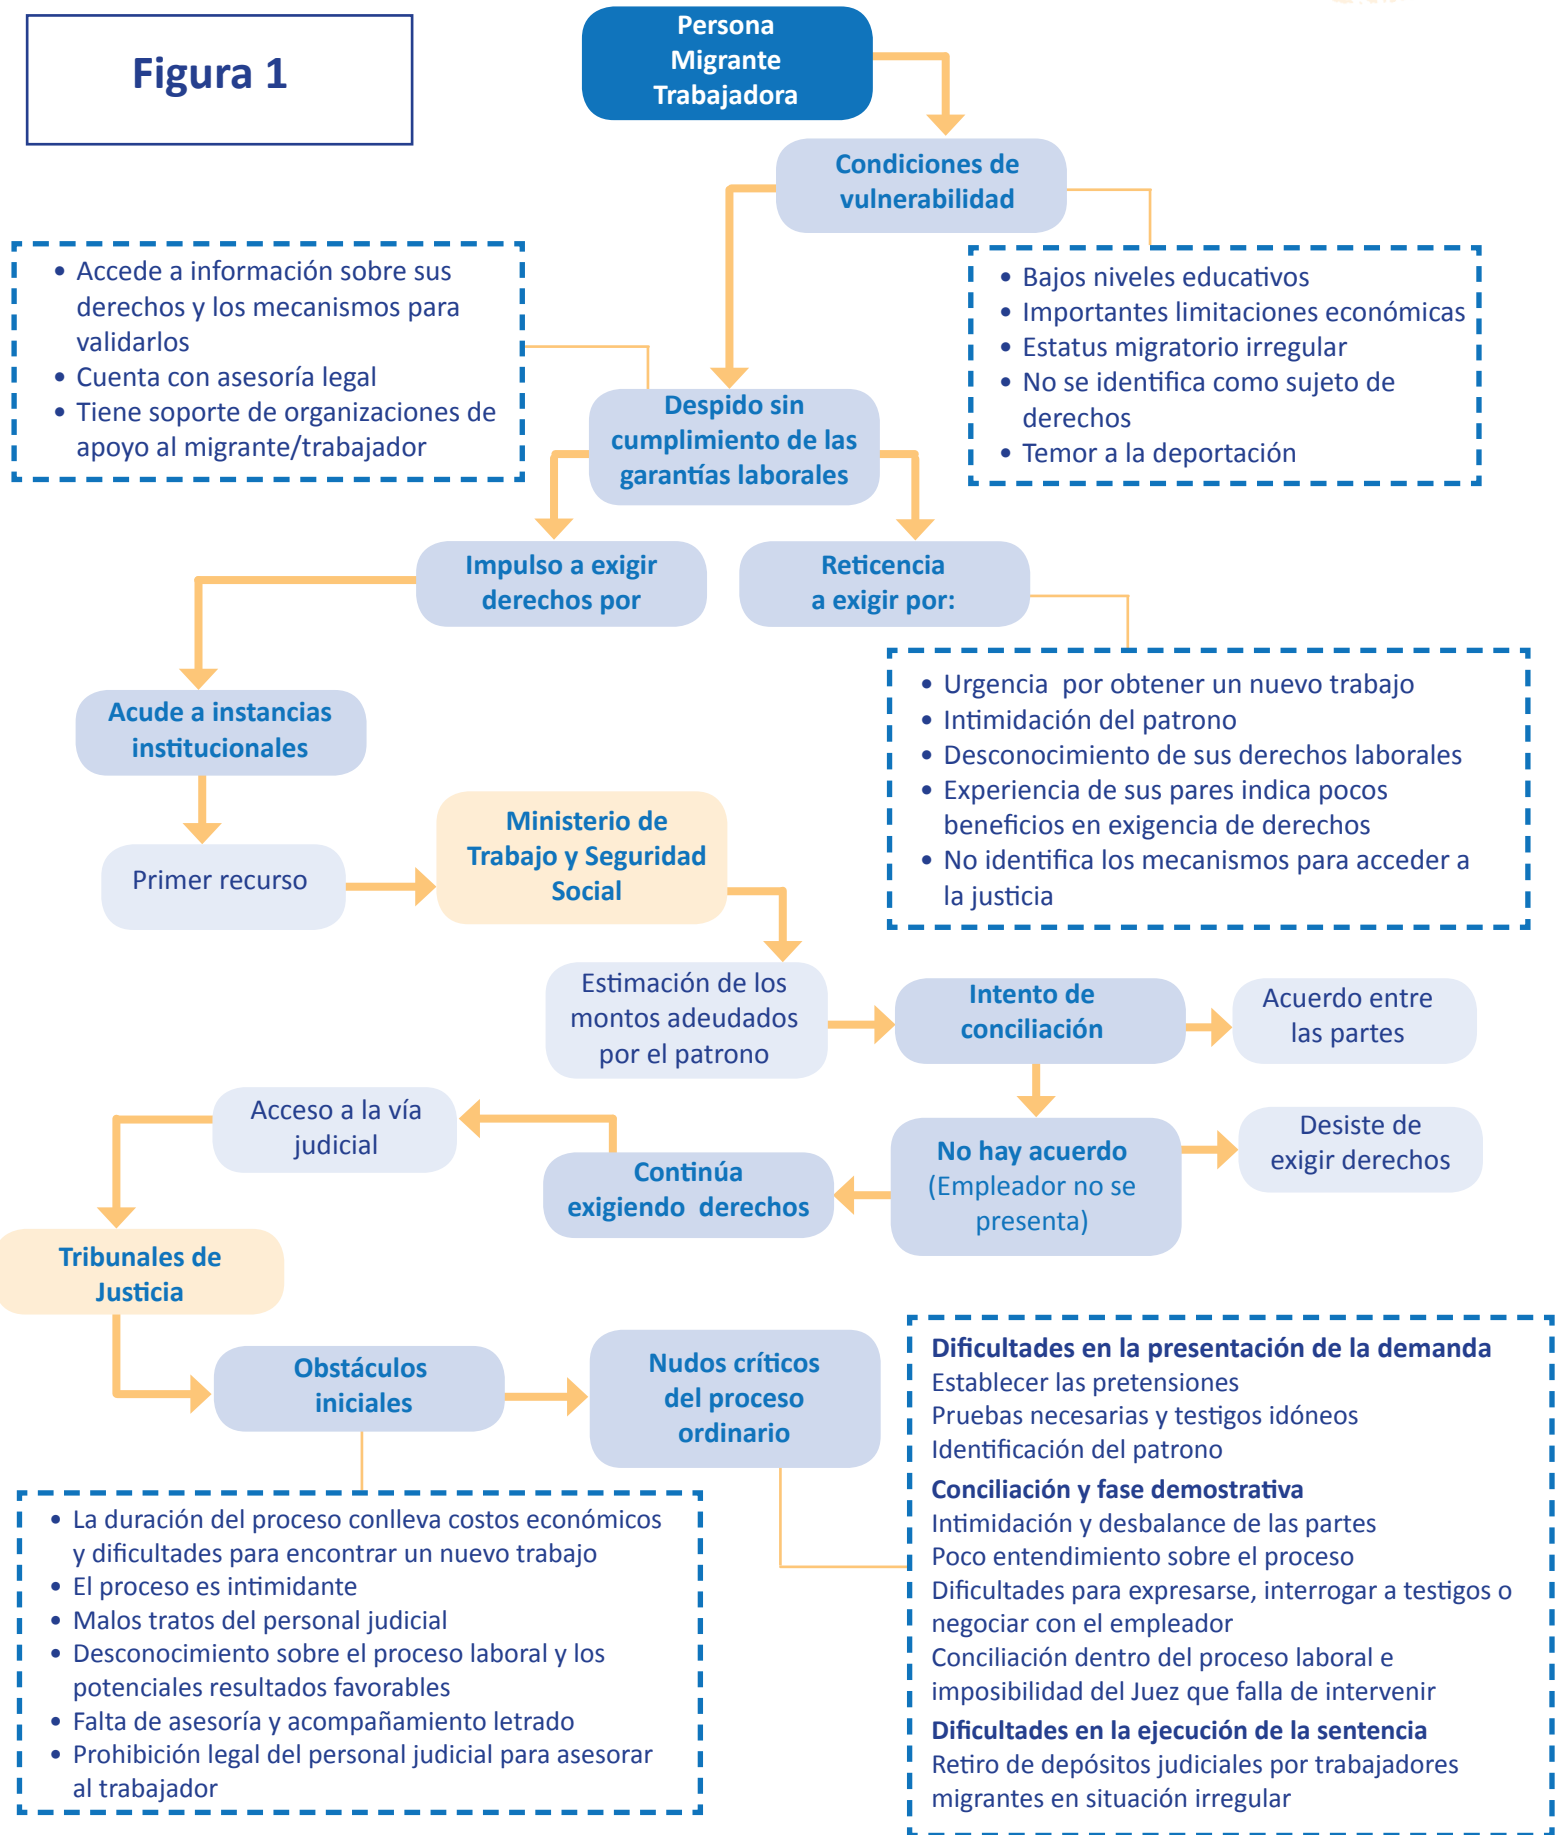 Figura 1
Persona
Migrante
Trabajadora
Condiciones de
vulnerabilidad
• Accede a información sobre sus
derechos y los mecanismos para
validarlos
• Cuenta con asesoría legal
• Tiene soporte de organizaciones de
apoyo al migrante/trabajador
• Bajos niveles educativos
• Importantes limitaciones económicas
• Estatus migratorio irregular
• No se identifica como sujeto de
derechos
• Temor a la deportación
Despido sin
cumplimiento de las
garantías laborales
Impulso a exigir
derechos por
Reticencia
a exigir por:
• Urgencia por obtener un nuevo trabajo
• Intimidación del patrono
• Desconocimiento de sus derechos laborales
• Experiencia de sus pares indica pocos
beneficios en exigencia de derechos
• No identifica los mecanismos para acceder a
la justicia
Acude a instancias
institucionales
Primer recurso
Ministerio de
Trabajo y Seguridad
Social
Estimación de los
montos adeudados
por el patrono
Intento de
conciliación
Acuerdo entre
las partes
No hay acuerdo
(Empleador no se
presenta)
Desiste de
exigir derechos
Continúa
exigiendo derechos
Acceso a la vía
judicial
Tribunales de
Justicia
Obstáculos
iniciales
Nudos críticos
del proceso
ordinario
• La duración del proceso conlleva costos económicos
y dificultades para encontrar un nuevo trabajo
• El proceso es intimidante
• Malos tratos del personal judicial
• Desconocimiento sobre el proceso laboral y los
potenciales resultados favorables
• Falta de asesoría y acompañamiento letrado
• Prohibición legal del personal judicial para asesorar
al trabajador
Dificultades en la presentación de la demanda
Establecer las pretensiones
Pruebas necesarias y testigos idóneos
Identificación del patrono
Conciliación y fase demostrativa
Intimidación y desbalance de las partes
Poco entendimiento sobre el proceso
Dificultades para expresarse, interrogar a testigos o
negociar con el empleador
Conciliación dentro del proceso laboral e
imposibilidad del Juez que falla de intervenir
Dificultades en la ejecución de la sentencia
Retiro de depósitos judiciales por trabajadores
migrantes en situación irregular